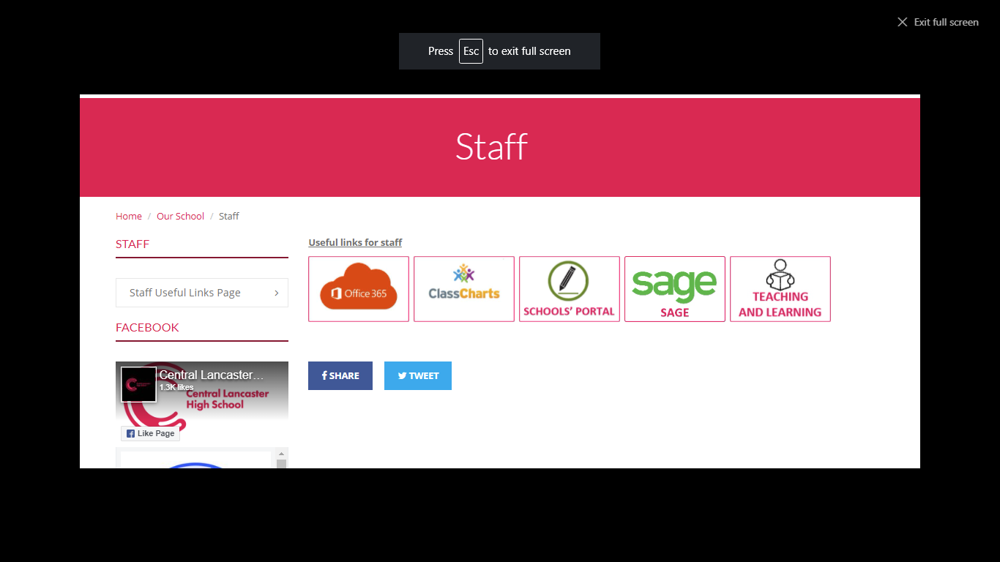 Exit full screen
Press Esc to exit full screen
Staff
Home / Our School / Staff
STAFF
Staff Useful Links Page
FACEBOOK
Central Lancaster...
1.3K likes
Central Lancaster
High School
Like Page
Useful links for staff
Office 365
ClassCharts
SCHOOLS' PORTAL
sage
SAGE
TEACHING
AND LEARNING
SHARE
TWEET